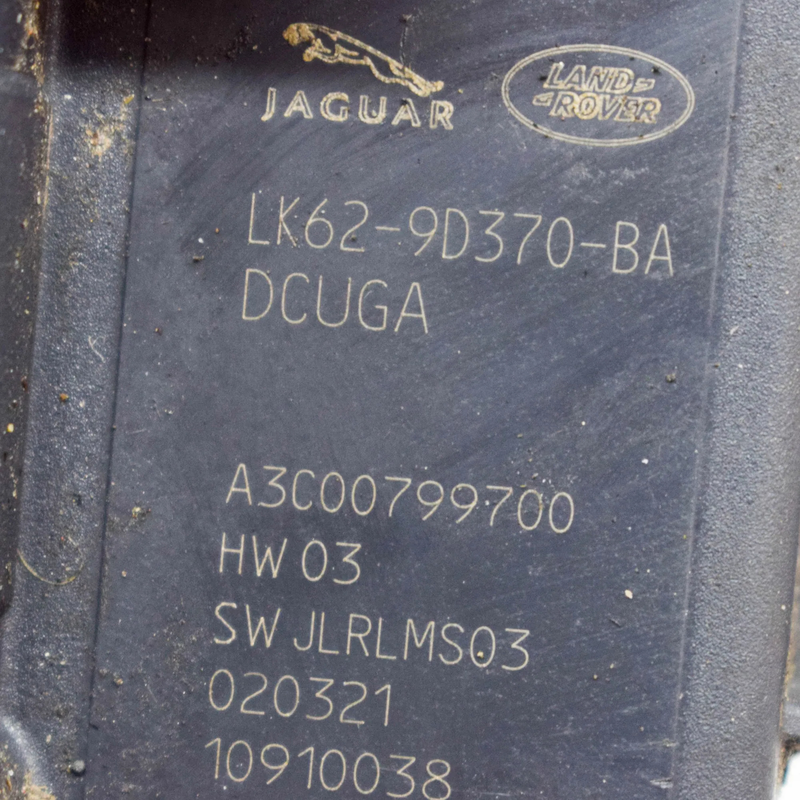 JAGUAR
LAND-
-ROVER
LK62-9D370-BA
DCUGA
A3C00799700
HW 03
SW JLRLMS03
020321
10910038